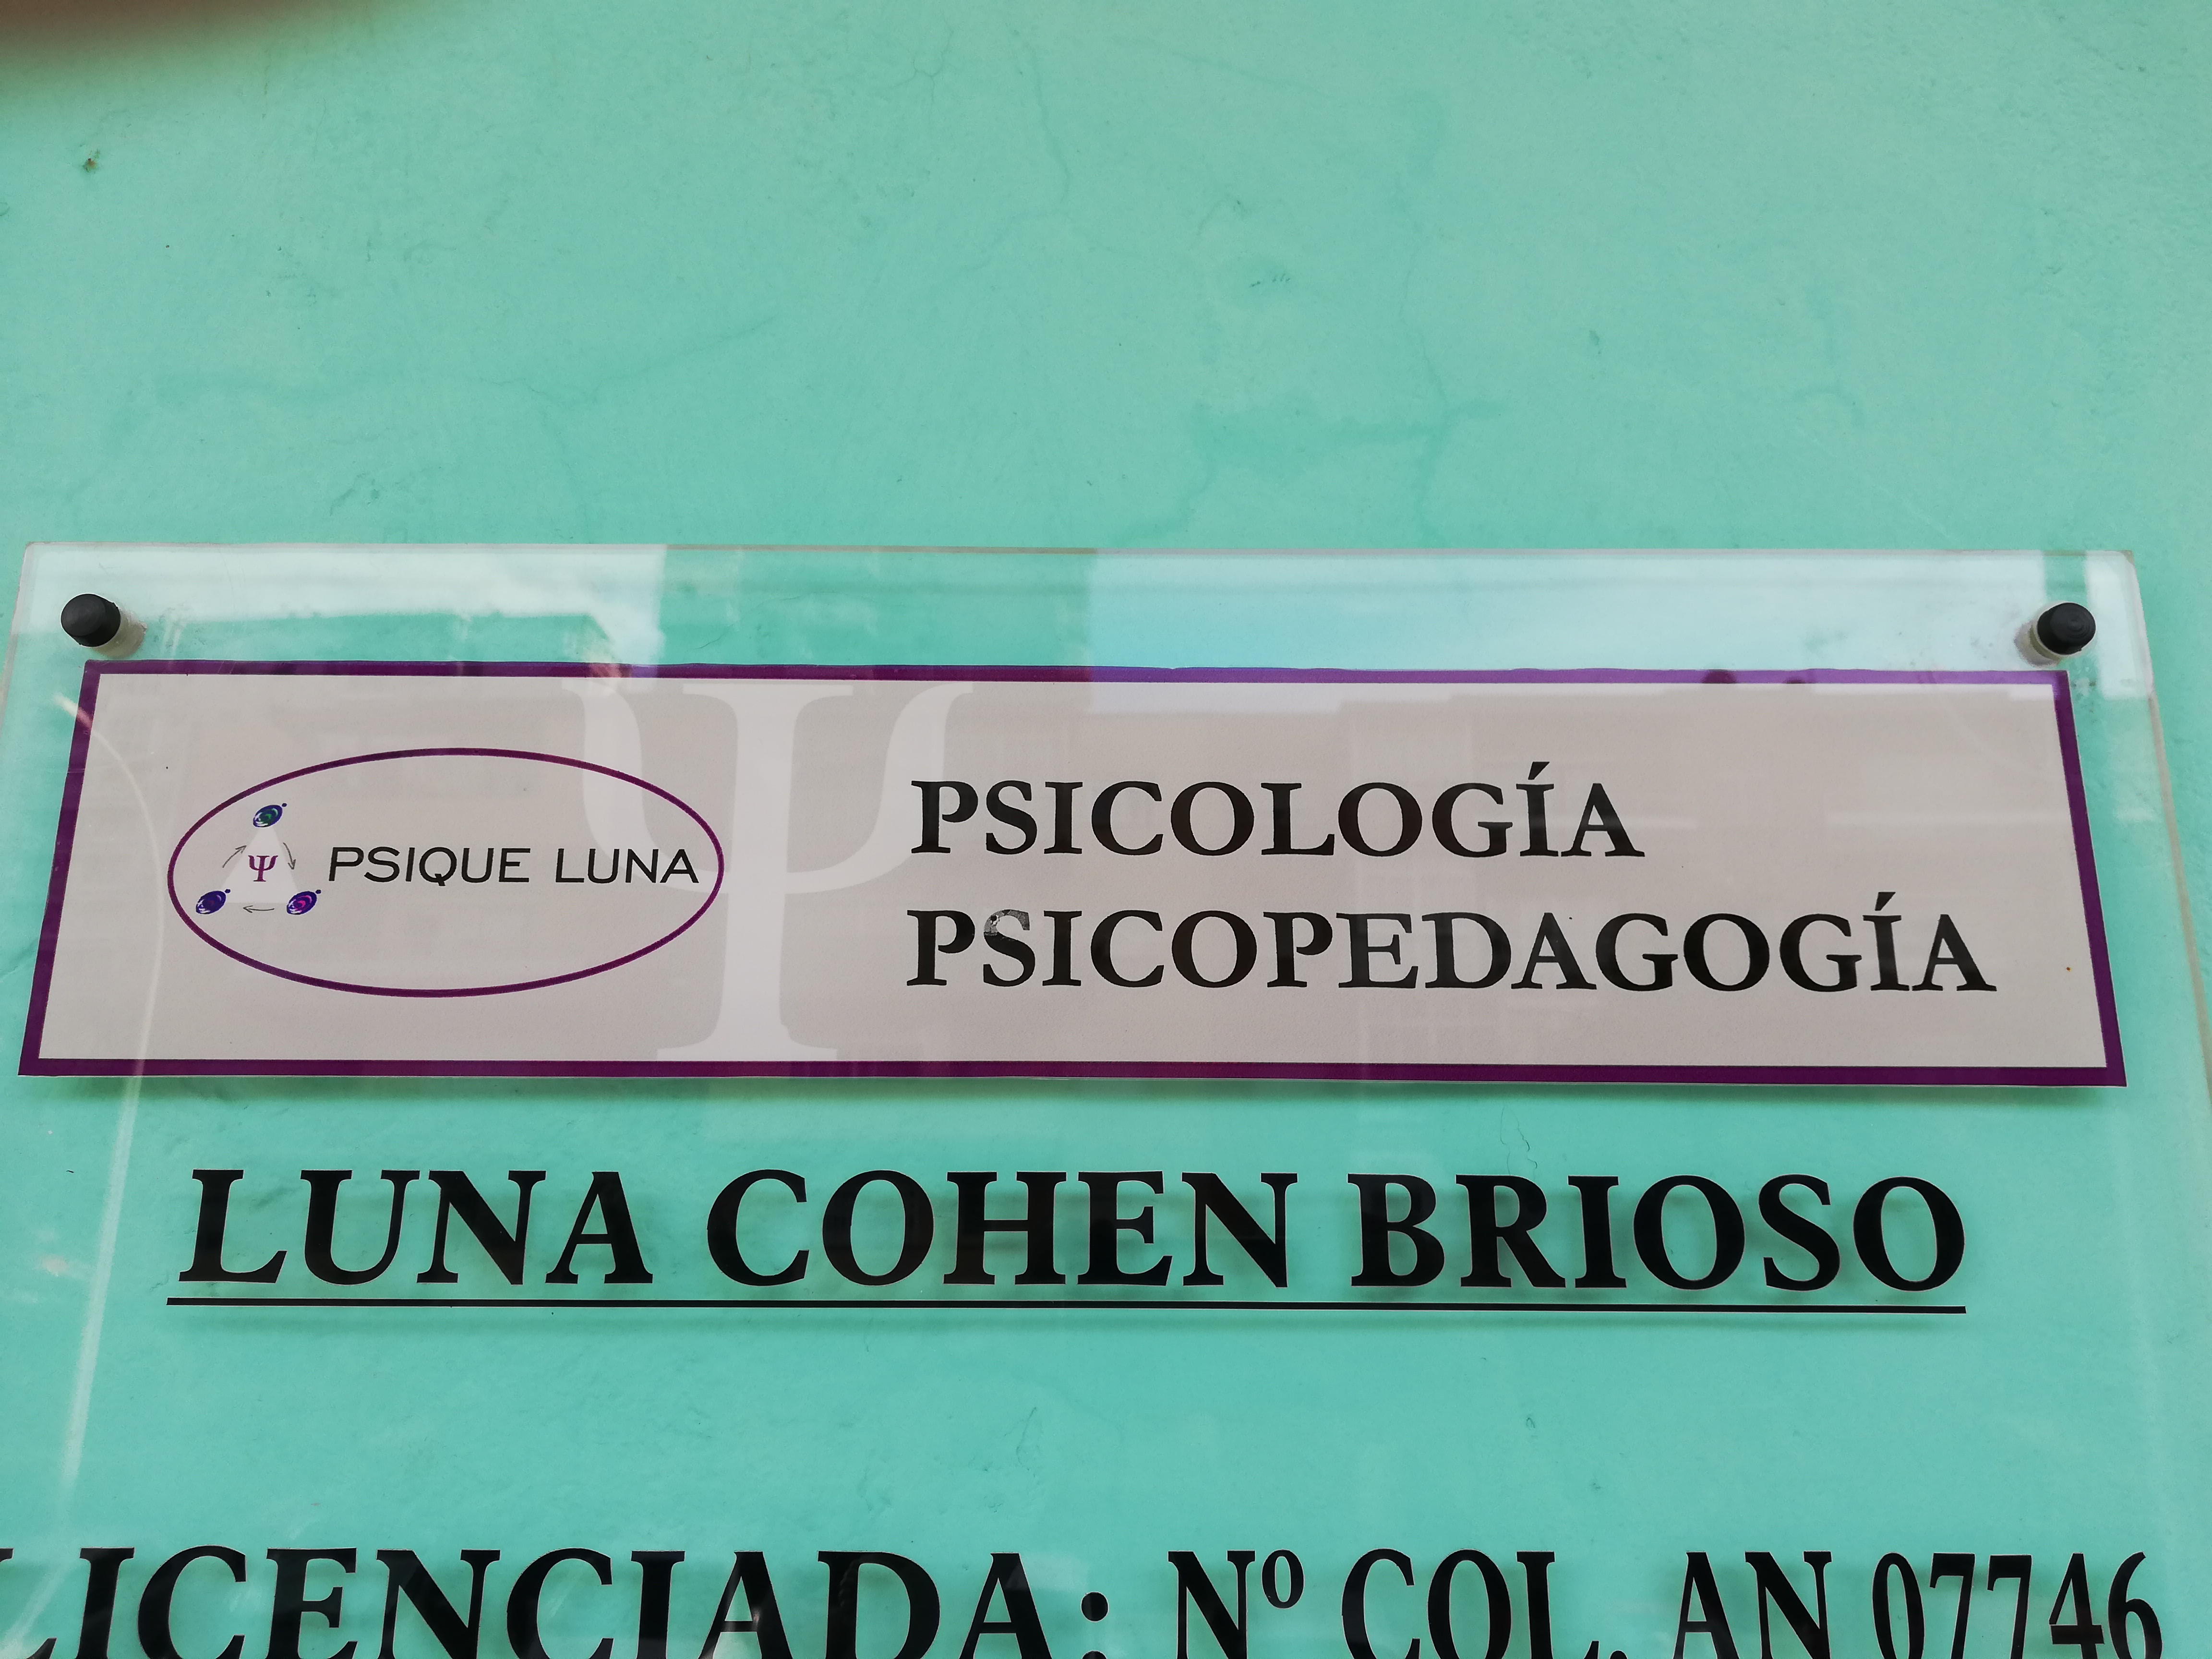 Ψ
Ψ PSIQUE LUNA
PSICOLOGÍA
PSICOPEDAGOGÍA
LUNA COHEN BRIOSO
LICENCIADA: Nº COL. AN 07746